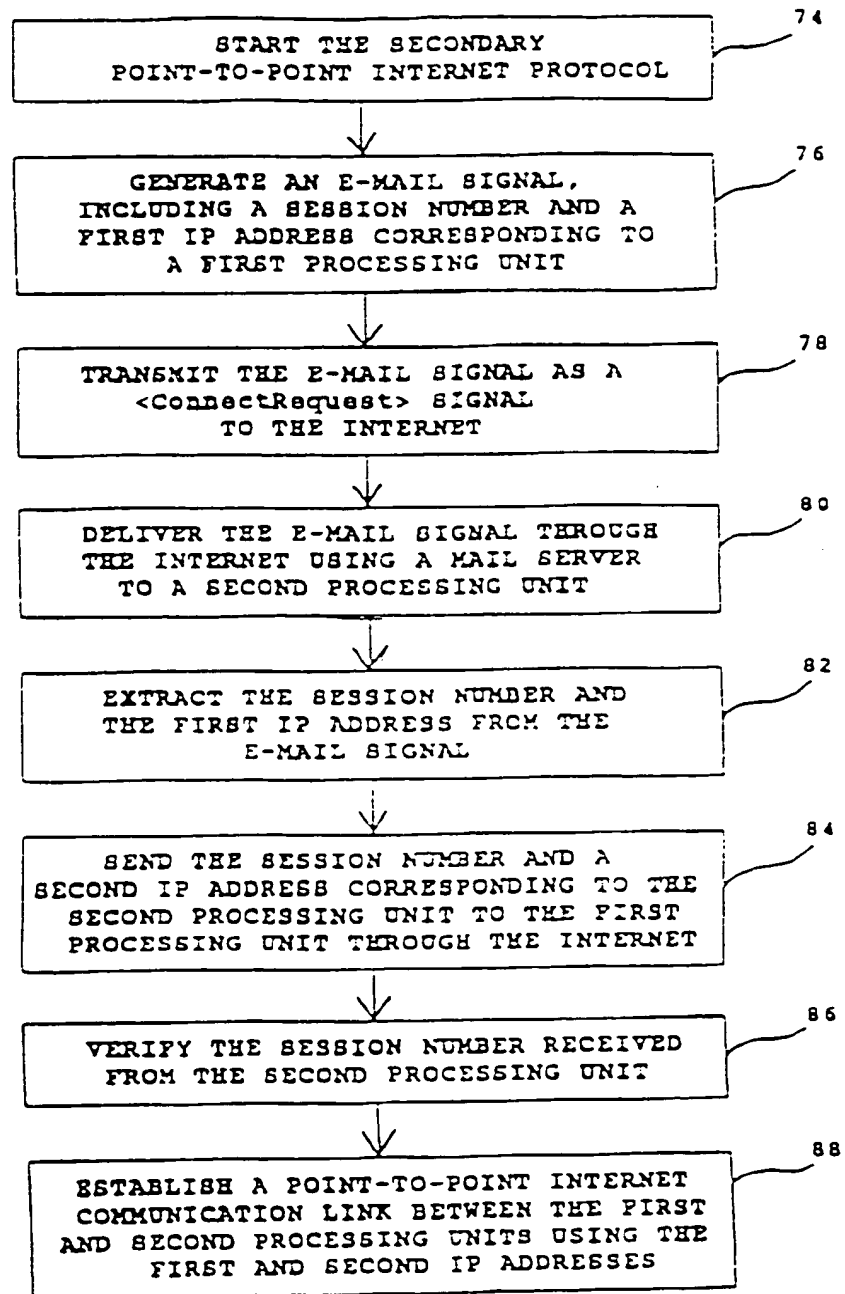 74
START THE SECONDARY
POINT-TO-POINT INTERNET PROTOCOL
76
GENERATE AN E-MAIL SIGNAL,
INCLUDING A SESSION NUMBER AND A
FIRST IP ADDRESS CORRESPONDING TO
A FIRST PROCESSING UNIT
78
TRANSMIT THE E-MAIL SIGNAL AS A
<ConnectRequest> SIGNAL
TO THE INTERNET
80
DELIVER THE E-MAIL SIGNAL THROUGH
THE INTERNET USING A MAIL SERVER
TO A SECOND PROCESSING UNIT
82
EXTRACT THE SESSION NUMBER AND
THE FIRST IP ADDRESS FROM THE
E-MAIL SIGNAL
84
SEND THE SESSION NUMBER AND A
SECOND IP ADDRESS CORRESPONDING TO THE
SECOND PROCESSING UNIT TO THE FIRST
PROCESSING UNIT THROUGH THE INTERNET
86
VERIFY THE SESSION NUMBER RECEIVED
FROM THE SECOND PROCESSING UNIT
88
ESTABLISH A POINT-TO-POINT INTERNET
COMMUNICATION LINK BETWEEN THE FIRST
AND SECOND PROCESSING UNITS USING THE
FIRST AND SECOND IP ADDRESSES